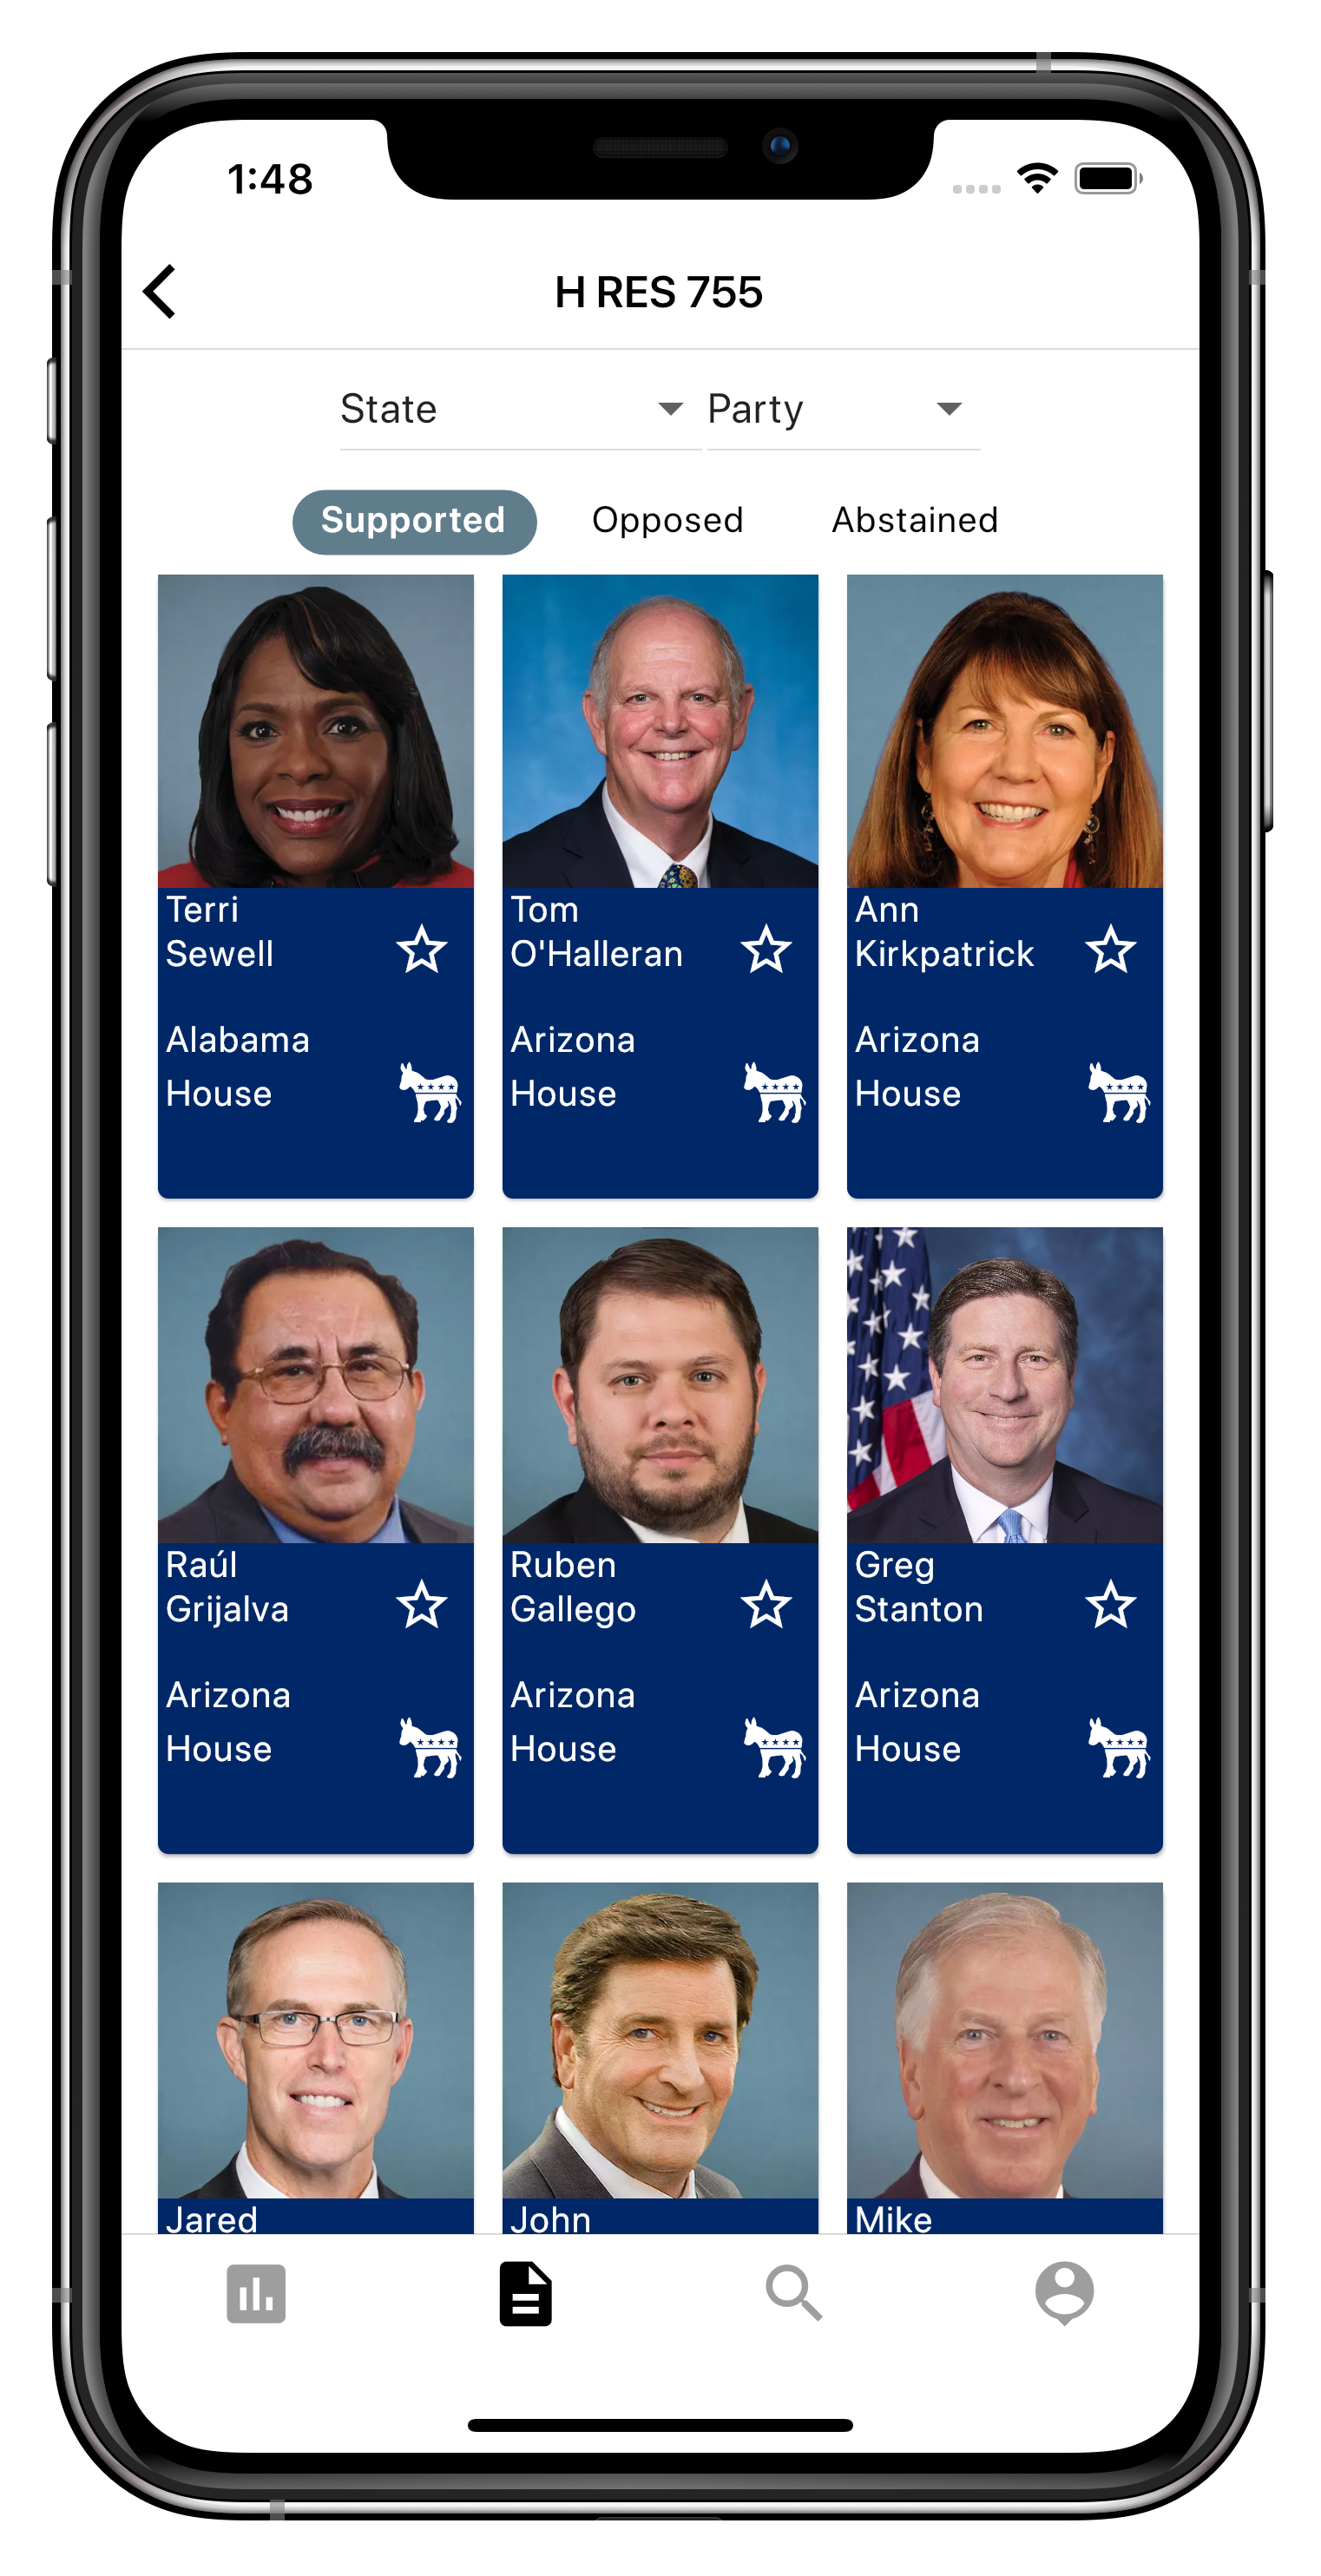 1:48
H RES 755
State
Party
Supported
Opposed
Abstained
Terri
Sewell
Alabama
House
Tom
O'Halleran
Arizona
House
Ann
Kirkpatrick
Arizona
House
Raúl
Grijalva
Arizona
House
Ruben
Gallego
Arizona
House
Greg
Stanton
Arizona
House
Jared
John
Mike